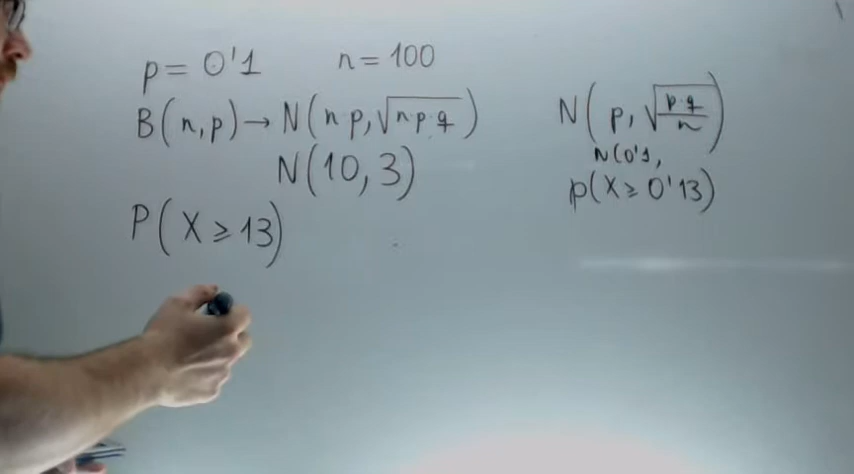 p = 0'1 n = 100
B(n,p) → N(n p, √(n p · q))
N(10, 3)
P(X ≥ 13)
N(p, √(p · q / n))
N(0'1,
p(X ≥ 0'13)